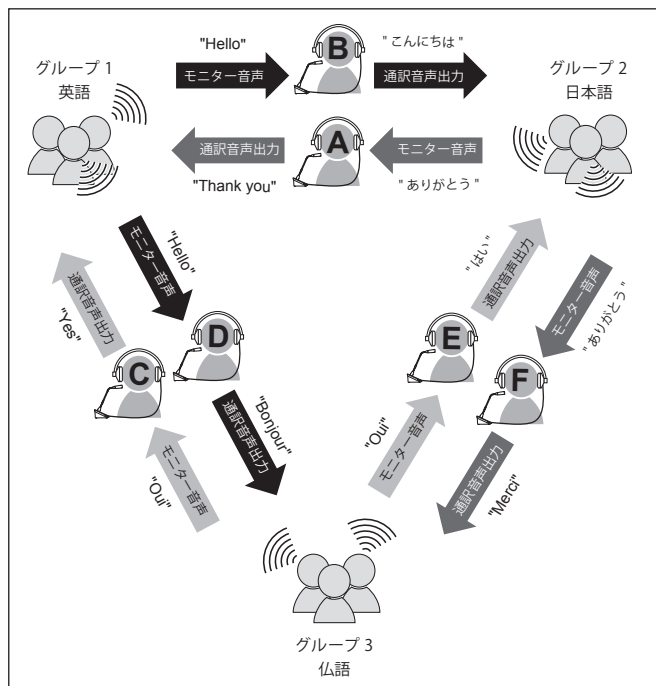 "Hello"
" こんにちは "
グループ 1
英語
モニター音声
B
通訳音声出力
グループ 2
日本語
通訳音声出力
A
モニター音声
"Thank you"
" ありがとう "
"Hello"
モニター音声
通訳音声出力
"Yes"
" はい "
通訳音声出力
モニター音声
" ありがとう "
D
C
E
F
"Bonjour"
通訳音声出力
モニター音声
"Oui"
"Oui"
モニター音声
通訳音声出力
"Merci"
グループ 3
仏語